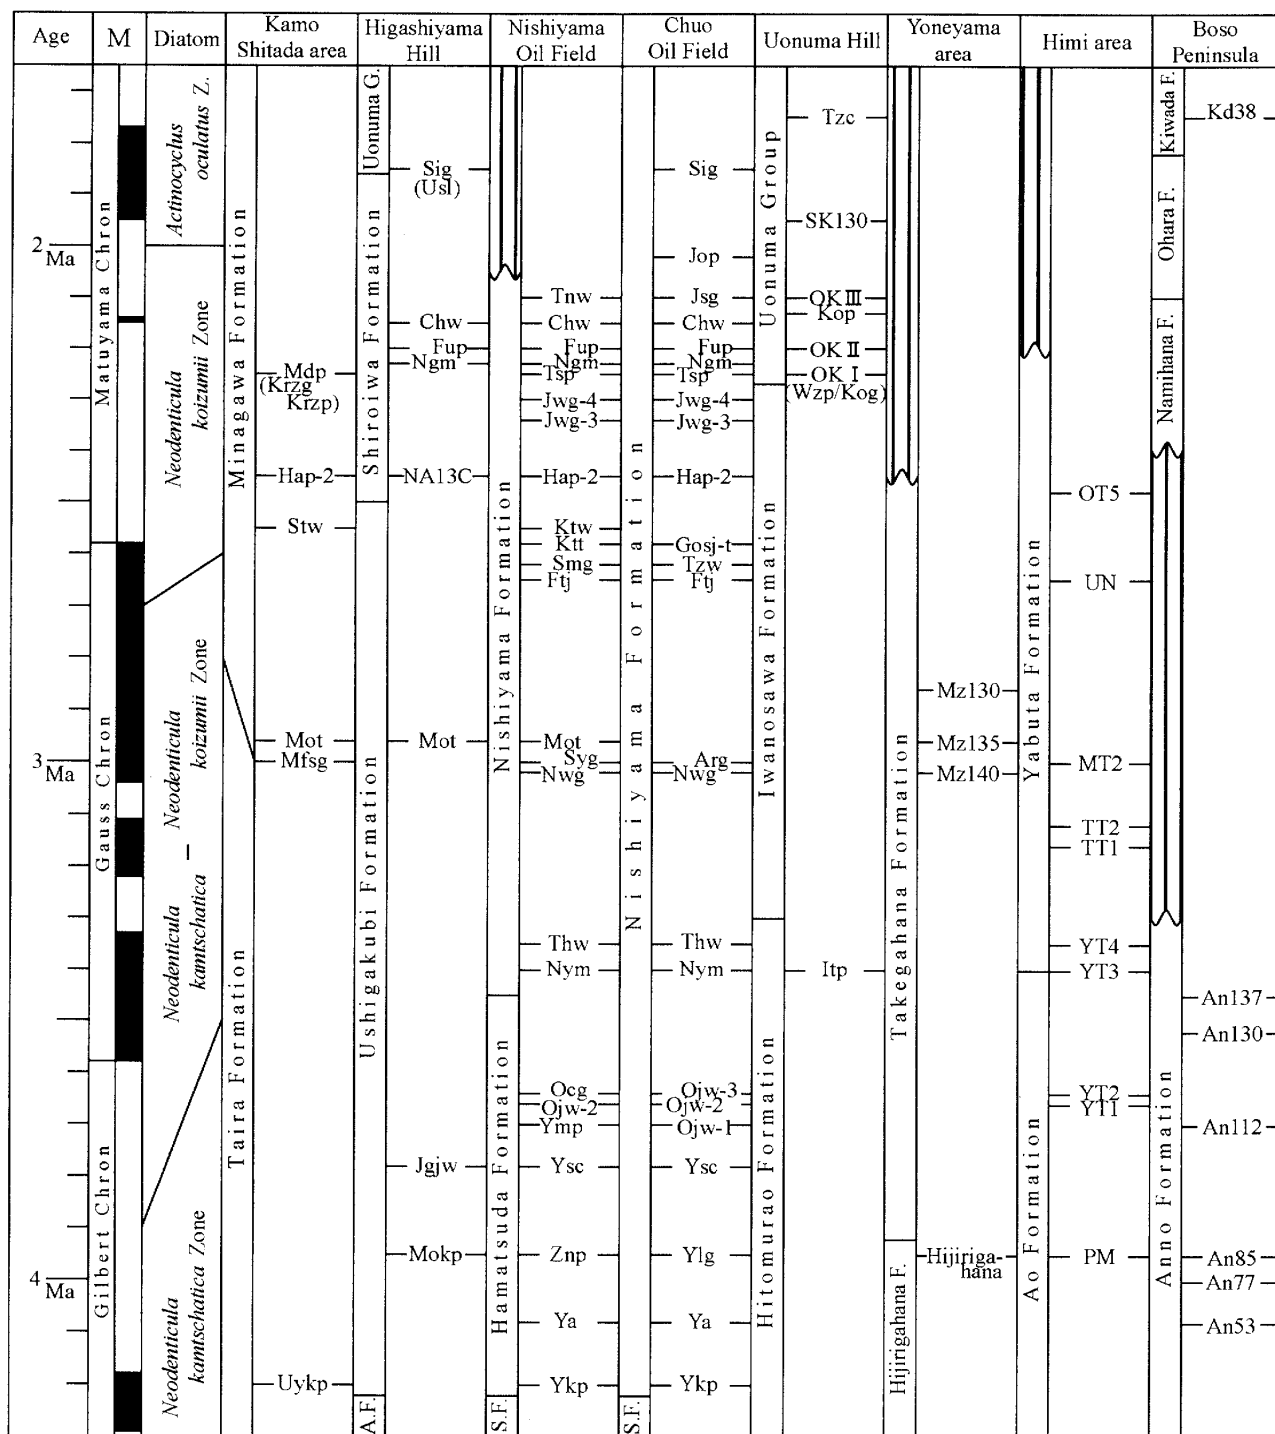 Age
M
Diatom
Kamo
Shitada area
Higashiyama
Hill
Nishiyama
Oil Field
Chuo
Oil Field
Uonuma Hill
Yoneyama
area
Himi area
Boso
Peninsula
2
Ma
3
Ma
4
Ma
Matuyama Chron
Gauss Chron
Gilbert Chron
Actinocyclus
oculatus Z.
Neodenticula
koizumii Zone
Neodenticula
koizumii Zone
–
Neodenticula
kamtschatica
Neodenticula
kamtschatica Zone
Minagawa Formation
Taira Formation
Mdp
(Krzg
Krzp)
Hap-2
Stw
Mot
Mfsg
Uykp
Uonuma G.
Shiroiwa Formation
Ushigakubi Formation
A.F.
Sig
(Usl)
Chw
Fup
Ngm
NA13C
Mot
Jgjw
Mokp
Nishiyama Formation
Hamatsuda Formation
S.F.
Tnw
Chw
Fup
Ngm
Tsp
Jwg-4
Jwg-3
Hap-2
Ktw
Ktt
Smg
Ftj
Mot
Syg
Nwg
Thw
Nym
Ocg
Ojw-2
Ymp
Ysc
Znp
Ya
Ykp
Nishiyama Formation
S.F.
Sig
Jop
Jsg
Chw
Fup
Ngm
Tsp
Jwg-4
Jwg-3
Hap-2
Gosj-t
Tzw
Ftj
Arg
Nwg
Thw
Nym
Ojw-3
Ojw-2
Ojw-1
Ysc
Ylg
Ya
Ykp
Uonuma Group
Iwanosawa Formation
Hitomurao Formation
Tzc
SK130
OK III
Kop
OK II
OK I
(Wzp/Kog)
Itp
Takegahana Formation
Hijirigahana F.
Mz130
Mz135
Mz140
Hijiriga-
hana
Yabuta Formation
Ao Formation
OT5
UN
MT2
TT2
TT1
YT4
YT3
YT2
YT1
PM
Kiwada F.
Ohara F.
Namihana F.
Anno Formation
Kd38
An137
An130
An112
An85
An77
An53